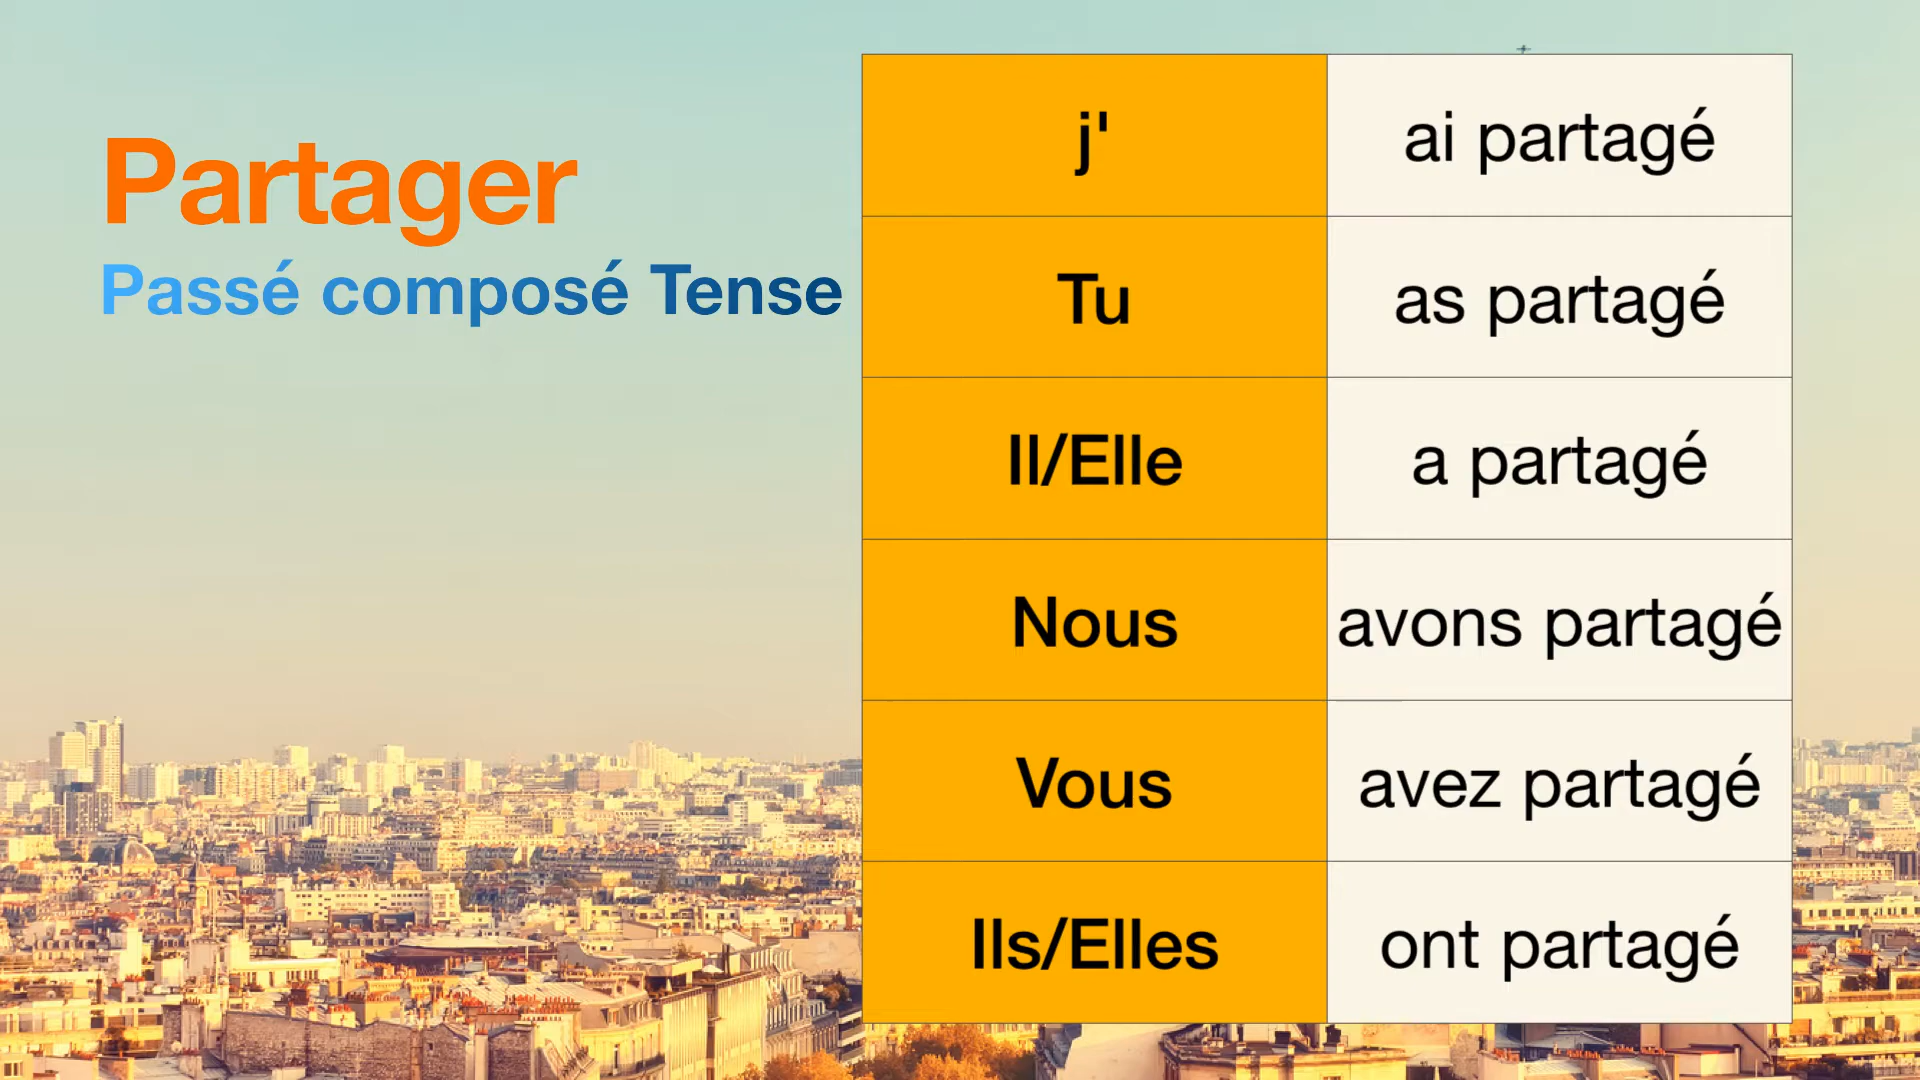 Partager
Passé composé Tense
j' ai partagé
Tu as partagé
Il/Elle a partagé
Nous avons partagé
Vous avez partagé
Ils/Elles ont partagé